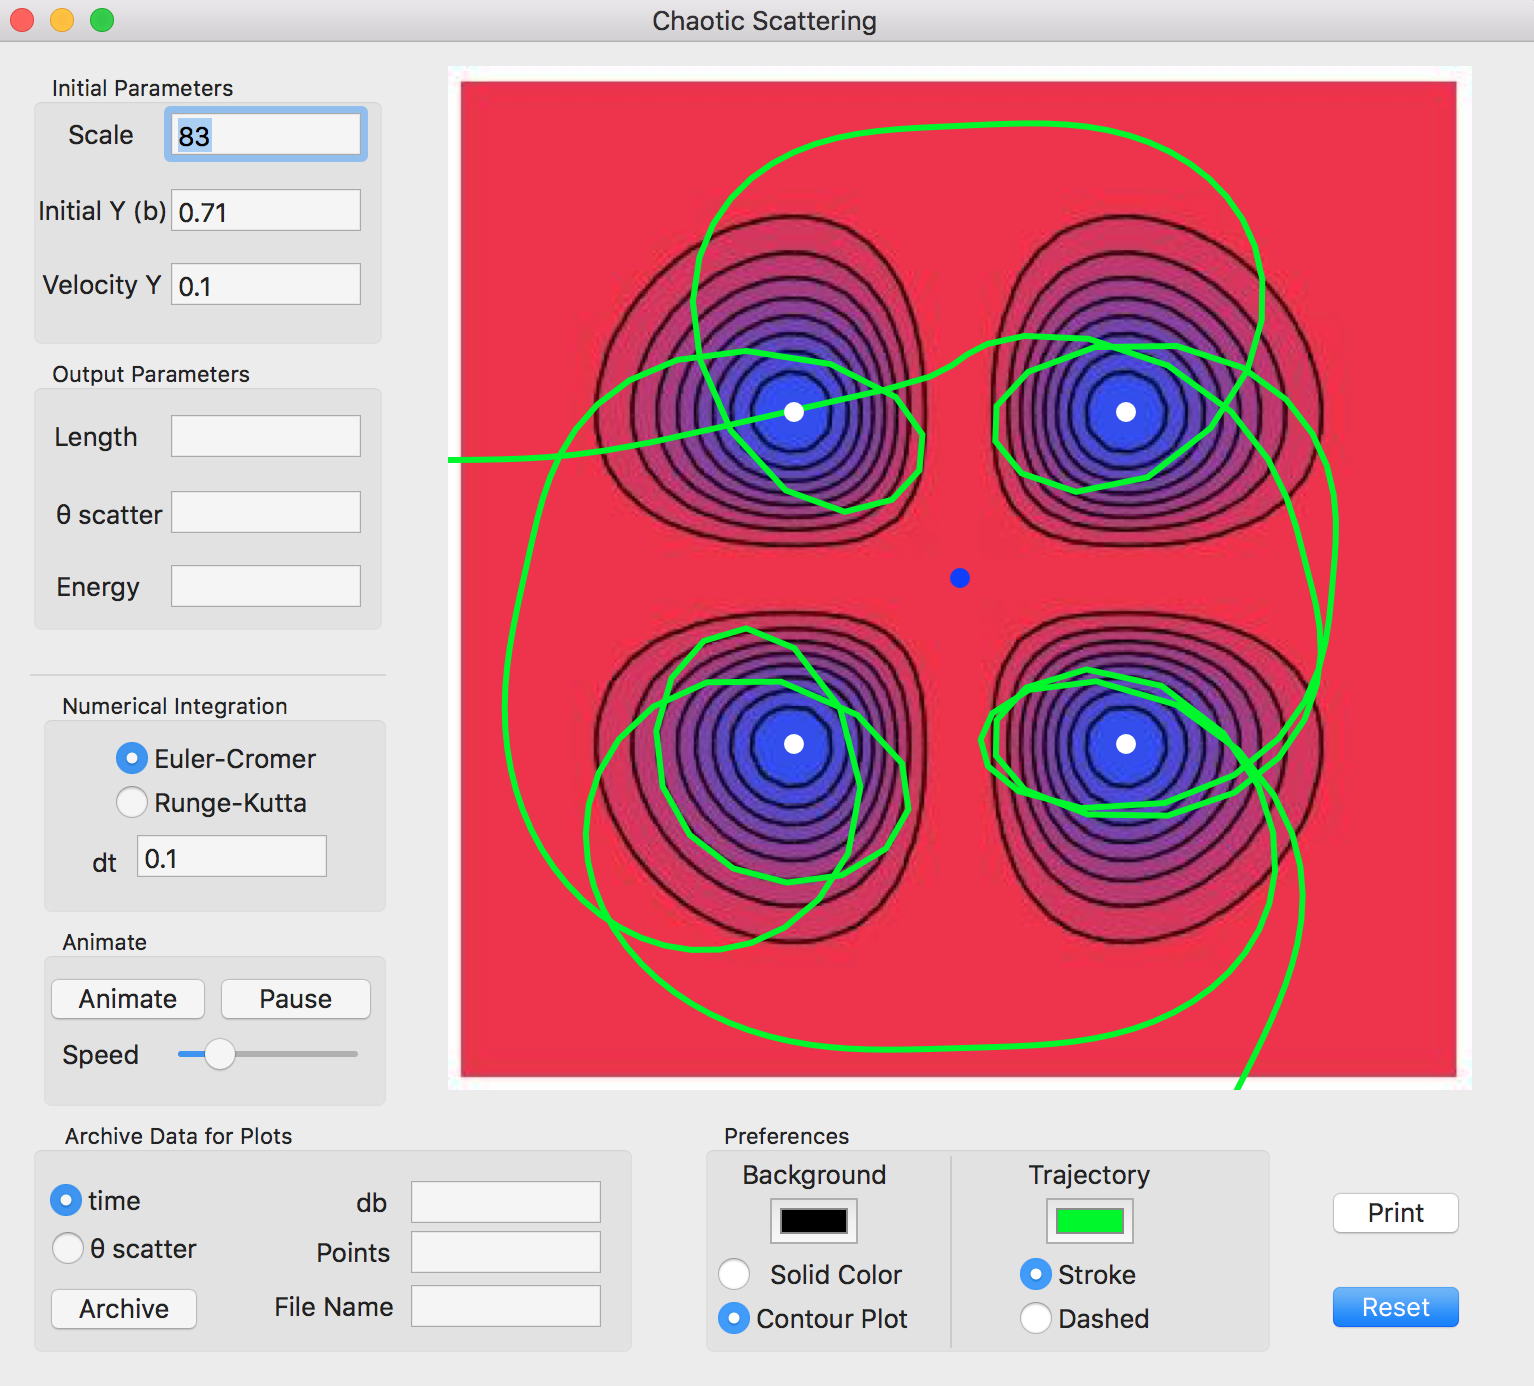 Chaotic Scattering
Initial Parameters
Scale 83
Initial Y (b) 0.71
Velocity Y 0.1
Output Parameters
Length
θ scatter
Energy
Numerical Integration
Euler-Cromer
Runge-Kutta
dt 0.1
Animate
Animate Pause
Speed
Archive Data for Plots
time db
θ scatter Points
Archive File Name
Preferences
Background Trajectory
Solid Color Stroke
Contour Plot Dashed
Print
Reset